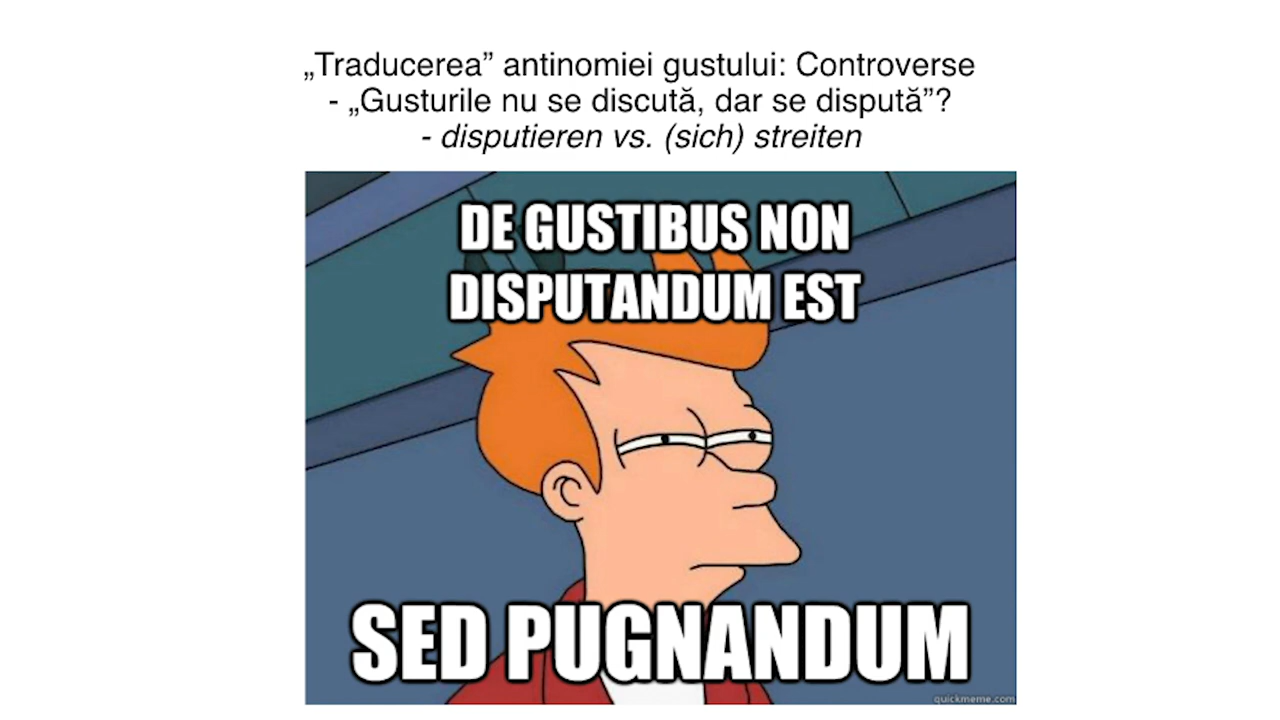 „Traducerea” antinomiei gustului: Controverse
- „Gusturile nu se discută, dar se dispută”?
- disputieren vs. (sich) streiten
DE GUSTIBUS NON
DISPUTANDUM EST
SED PUGNANDUM
quickmeme.com